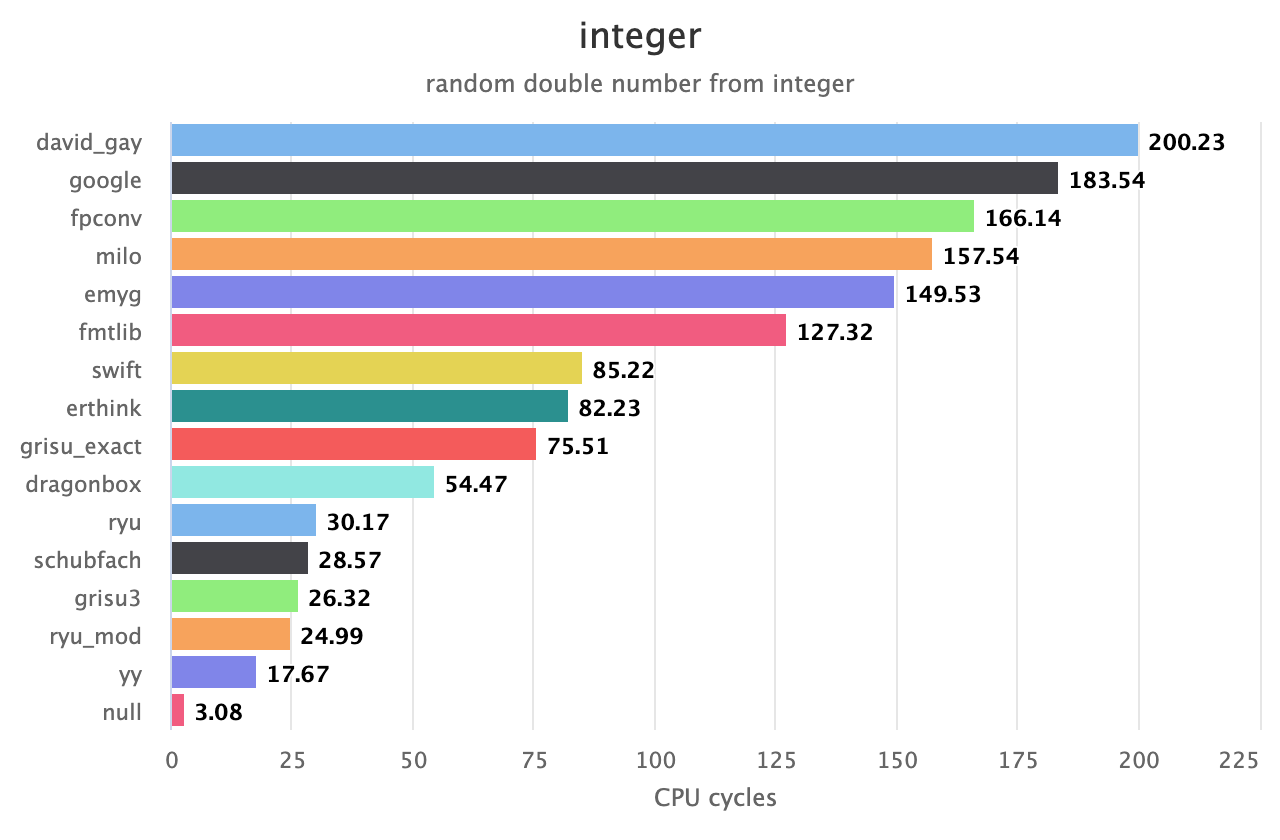 integer
random double number from integer
david_gay 200.23
google 183.54
fpconv 166.14
milo 157.54
emyg 149.53
fmtlib 127.32
swift 85.22
erthink 82.23
grisu_exact 75.51
dragonbox 54.47
ryu 30.17
schubfach 28.57
grisu3 26.32
ryu_mod 24.99
yy 17.67
null 3.08
0 25 50 75 100 125 150 175 200 225
CPU cycles